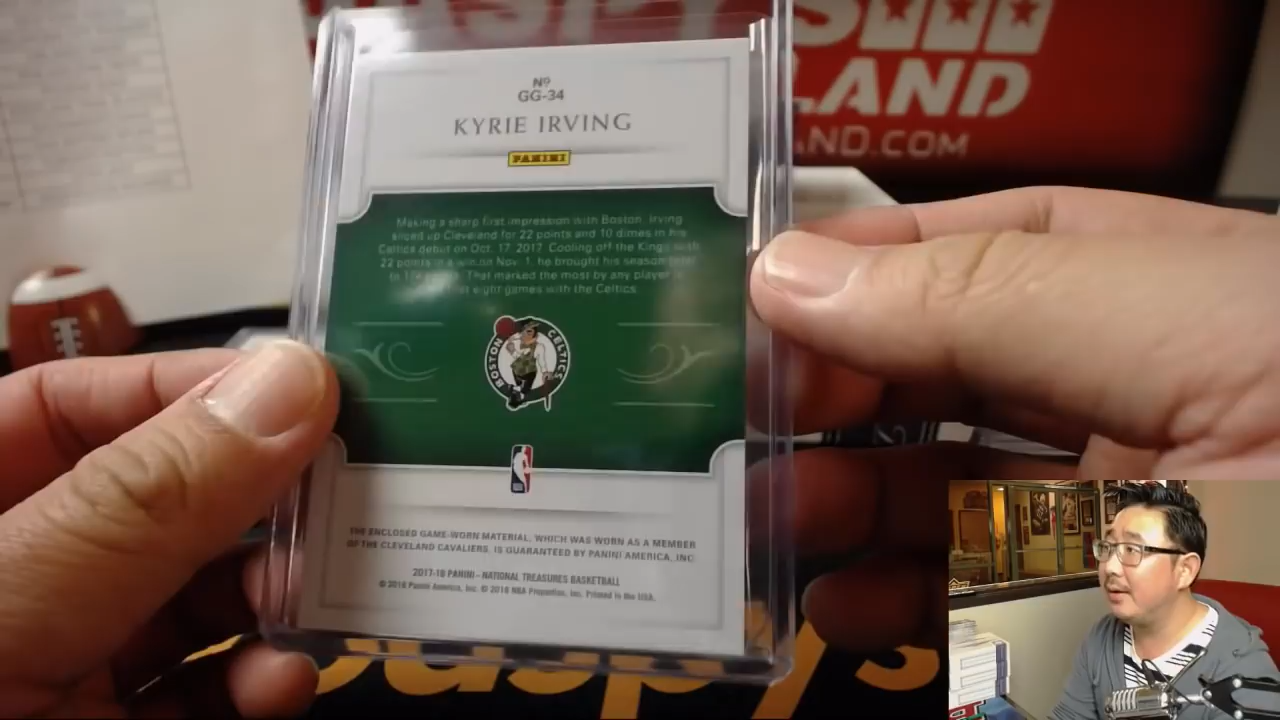 LAND
ND.COM
Nº
GG-34
KYRIE IRVING
PANINI
Making a sharp first impression with Boston, Irving
sliced up Cleveland for 22 points and 10 dimes in his
Celtics debut on Oct. 17, 2017. Cooling off the Kings with
22 points in a win on Nov. 1, he brought his season total
to That marked the most by any player in
first eight games with the Celtics.
BOSTON CELTICS
THE ENCLOSED GAME-WORN MATERIAL, WHICH WAS WORN AS A MEMBER
OF THE CLEVELAND CAVALIERS, IS GUARANTEED BY PANINI AMERICA, INC
2017-18 PANINI - NATIONAL TREASURES BASKETBALL
© 2018 Panini America, Inc. © 2018 NBA Properties, Inc. Printed in the USA.